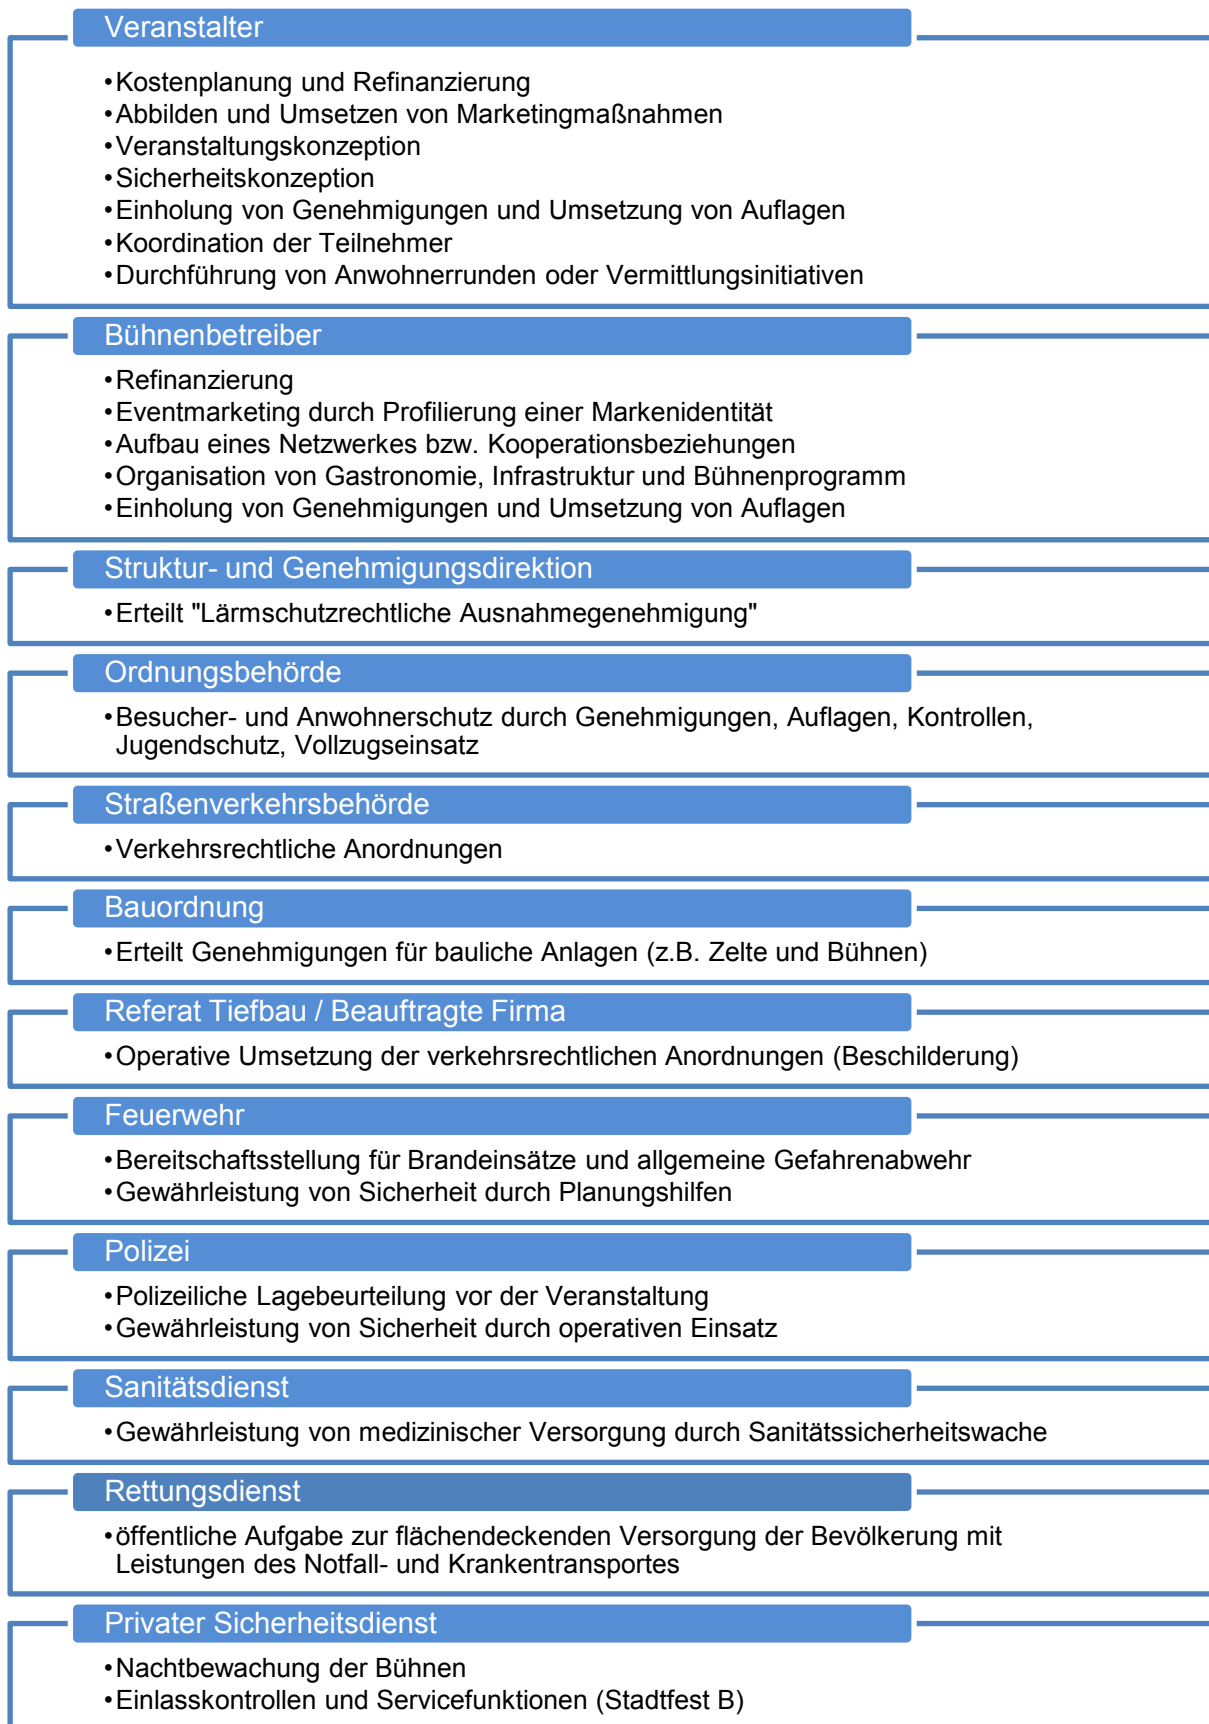 Veranstalter
•Kostenplanung und Refinanzierung
•Abbilden und Umsetzen von Marketingmaßnahmen
•Veranstaltungskonzeption
•Sicherheitskonzeption
•Einholung von Genehmigungen und Umsetzung von Auflagen
•Koordination der Teilnehmer
•Durchführung von Anwohnerrunden oder Vermittlungsinitiativen
Bühnenbetreiber
•Refinanzierung
•Eventmarketing durch Profilierung einer Markenidentität
•Aufbau eines Netzwerkes bzw. Kooperationsbeziehungen
•Organisation von Gastronomie, Infrastruktur und Bühnenprogramm
•Einholung von Genehmigungen und Umsetzung von Auflagen
Struktur- und Genehmigungsdirektion
•Erteilt "Lärmschutzrechtliche Ausnahmegenehmigung"
Ordnungsbehörde
•Besucher- und Anwohnerschutz durch Genehmigungen, Auflagen, Kontrollen,
Jugendschutz, Vollzugseinsatz
Straßenverkehrsbehörde
•Verkehrsrechtliche Anordnungen
Bauordnung
•Erteilt Genehmigungen für bauliche Anlagen (z.B. Zelte und Bühnen)
Referat Tiefbau / Beauftragte Firma
•Operative Umsetzung der verkehrsrechtlichen Anordnungen (Beschilderung)
Feuerwehr
•Bereitschaftsstellung für Brandeinsätze und allgemeine Gefahrenabwehr
•Gewährleistung von Sicherheit durch Planungshilfen
Polizei
•Polizeiliche Lagebeurteilung vor der Veranstaltung
•Gewährleistung von Sicherheit durch operativen Einsatz
Sanitätsdienst
•Gewährleistung von medizinischer Versorgung durch Sanitätssicherheitswache
Rettungsdienst
•öffentliche Aufgabe zur flächendeckenden Versorgung der Bevölkerung mit
Leistungen des Notfall- und Krankentransportes
Privater Sicherheitsdienst
•Nachtbewachung der Bühnen
•Einlasskontrollen und Servicefunktionen (Stadtfest B)